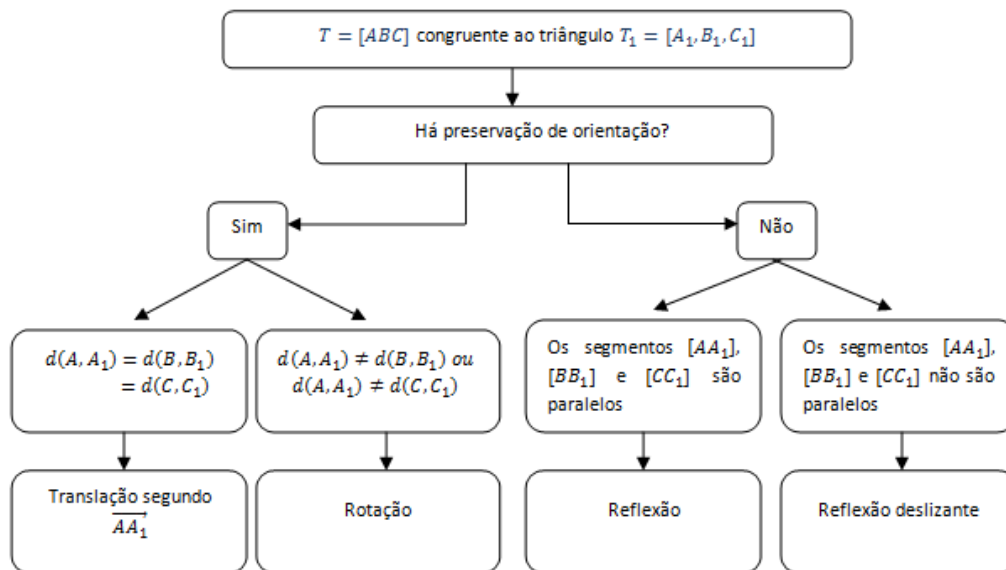 T = [ABC] congruente ao triângulo T₁ = [A₁, B₁, C₁]
Há preservação de orientação?
Sim
Não
d(A, A₁) = d(B, B₁)
= d(C, C₁)
d(A, A₁) ≠ d(B, B₁) ou
d(A, A₁) ≠ d(C, C₁)
Os segmentos [AA₁],
[BB₁] e [CC₁] são
paralelos
Os segmentos [AA₁],
[BB₁] e [CC₁] não são
paralelos
Translação segundo
$\overrightarrow{AA_1}$
Rotação
Reflexão
Reflexão deslizante